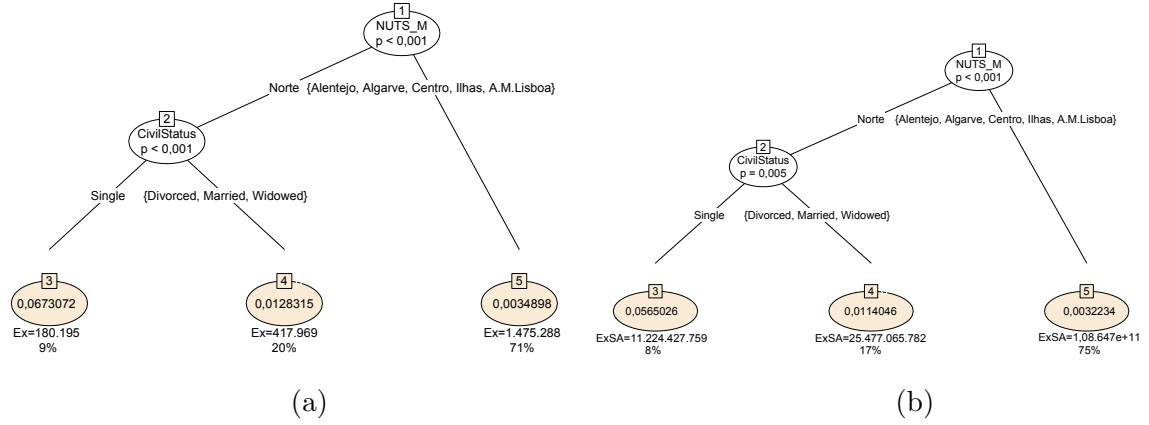 1
NUTS_M
p < 0,001
Norte {Alentejo, Algarve, Centro, Ilhas, A.M.Lisboa}
2
CivilStatus
p < 0,001
Single {Divorced, Married, Widowed}
3
0,0673072
Ex=180.195
9%
4
0,0128315
Ex=417.969
20%
5
0,0034898
Ex=1.475.288
71%
(a)
1
NUTS_M
p < 0,001
Norte {Alentejo, Algarve, Centro, Ilhas, A.M.Lisboa}
2
CivilStatus
p = 0,005
Single {Divorced, Married, Widowed}
3
0,0565026
ExSA=11.224.427.759
8%
4
0,0114046
ExSA=25.477.065.782
17%
5
0,0032234
ExSA=1,08.647e+11
75%
(b)